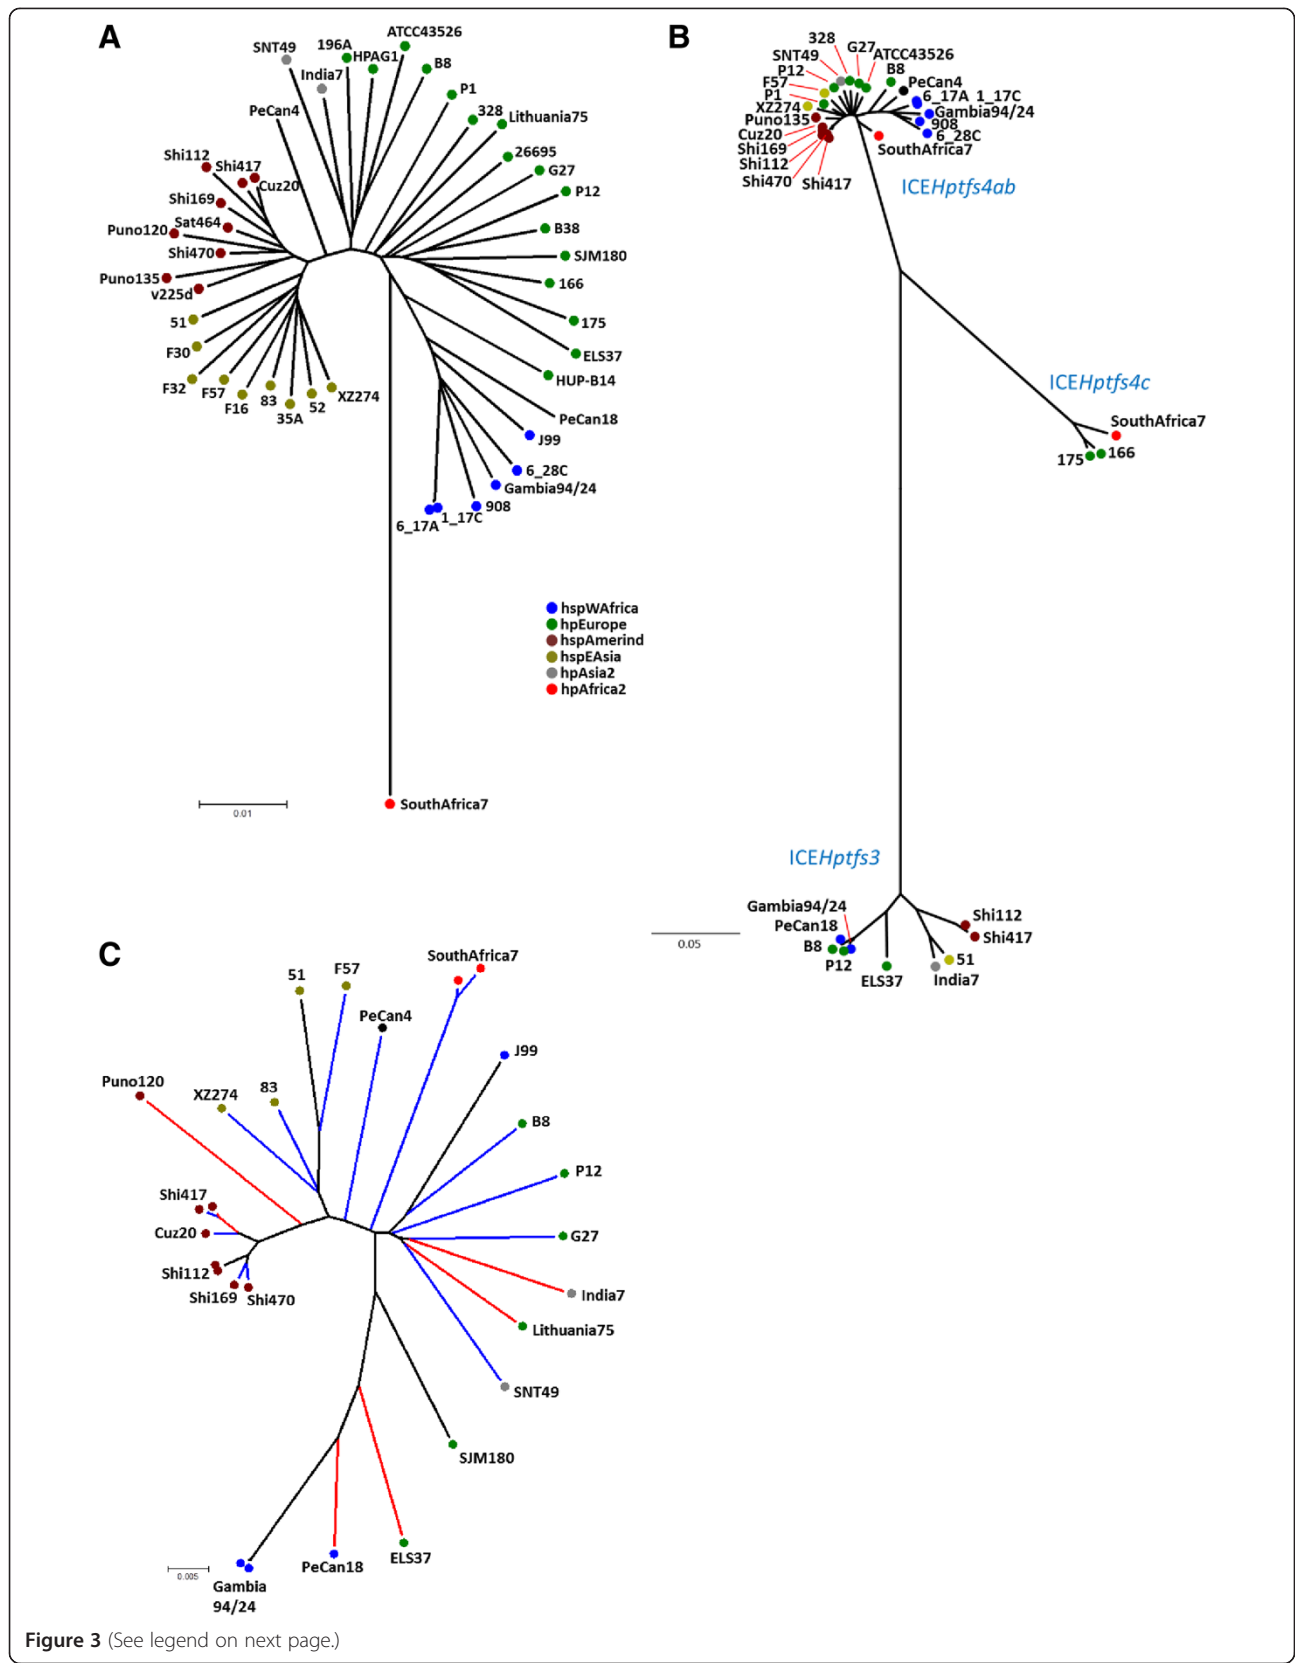 A
SNT49
196A
HPAG1
ATCC43526
B8
India7
P1
PeCan4
328
Lithuania75
26695
G27
P12
B38
SJM180
166
175
ELS37
HUP-B14
PeCan18
J99
6_28C
Gambia94/24
908
1_17C
6_17A
Shi112
Shi417
Cuz20
Shi169
Sat464
Puno120
Shi470
Puno135
v225d
51
F30
F32
F57
F16
83
35A
52
XZ274
SouthAfrica7
0.01
hspWAfrica
hpEurope
hspAmerind
hspEAsia
hpAsia2
hpAfrica2
B
328
G27
SNT49
ATCC43526
P12
B8
F57
PeCan4
P1
6_17A 1_17C
XZ274
Gambia94/24
Puno135
908
Cuz20
6_28C
Shi169
SouthAfrica7
Shi112
Shi470
Shi417
ICEHptfs4ab
ICEHptfs4c
SouthAfrica7
175
166
ICEHptfs3
Gambia94/24
PeCan18
B8
P12
ELS37
India7
51
Shi112
Shi417
0.05
C
51
F57
SouthAfrica7
PeCan4
J99
Puno120
XZ274
83
B8
P12
Shi417
Cuz20
G27
Shi112
Shi169
Shi470
India7
Lithuania75
SNT49
SJM180
ELS37
PeCan18
Gambia
94/24
0.005
Figure 3 (See legend on next page.)